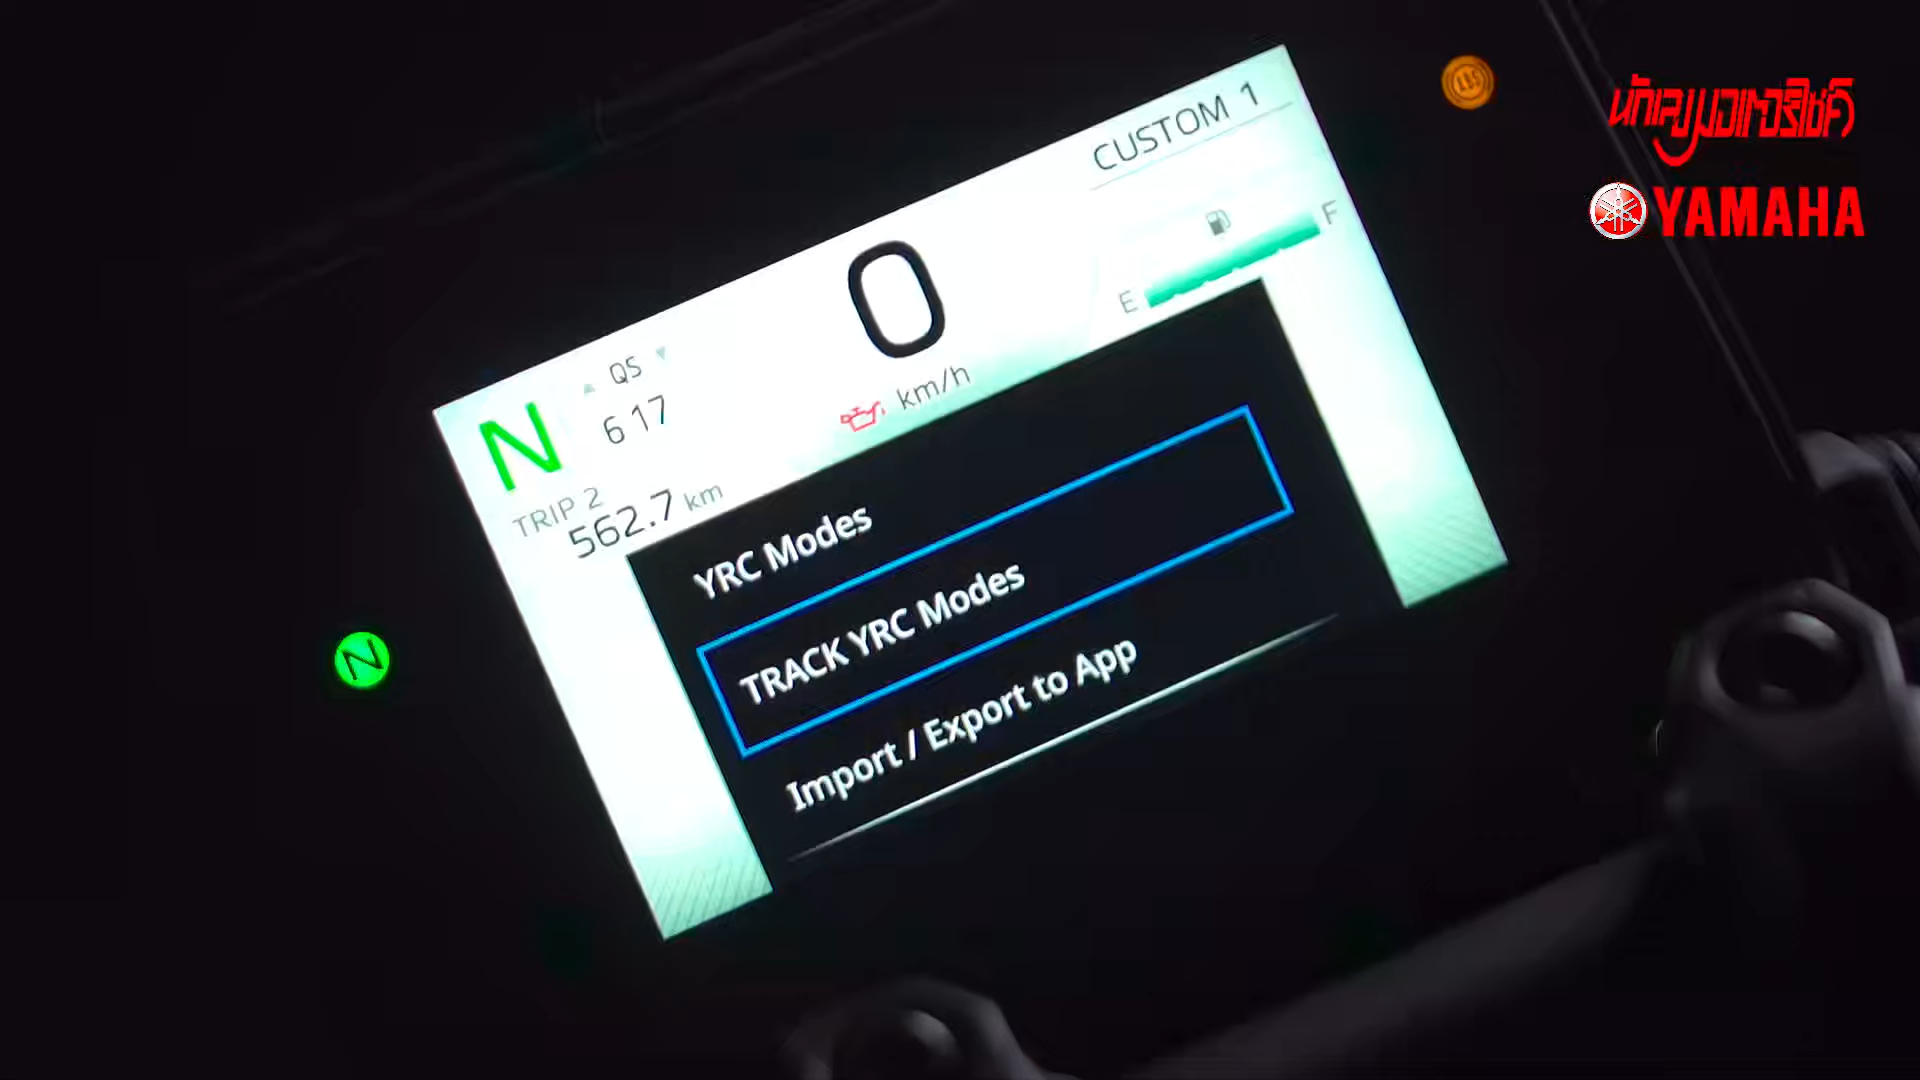 CUSTOM 1
นักเลงมอเตอร์ไซค์
YAMAHA
0
km/h
F
E
QS
6 17
N
TRIP 2
562.7 km
YRC Modes
TRACK YRC Modes
Import / Export to App
N
ABS